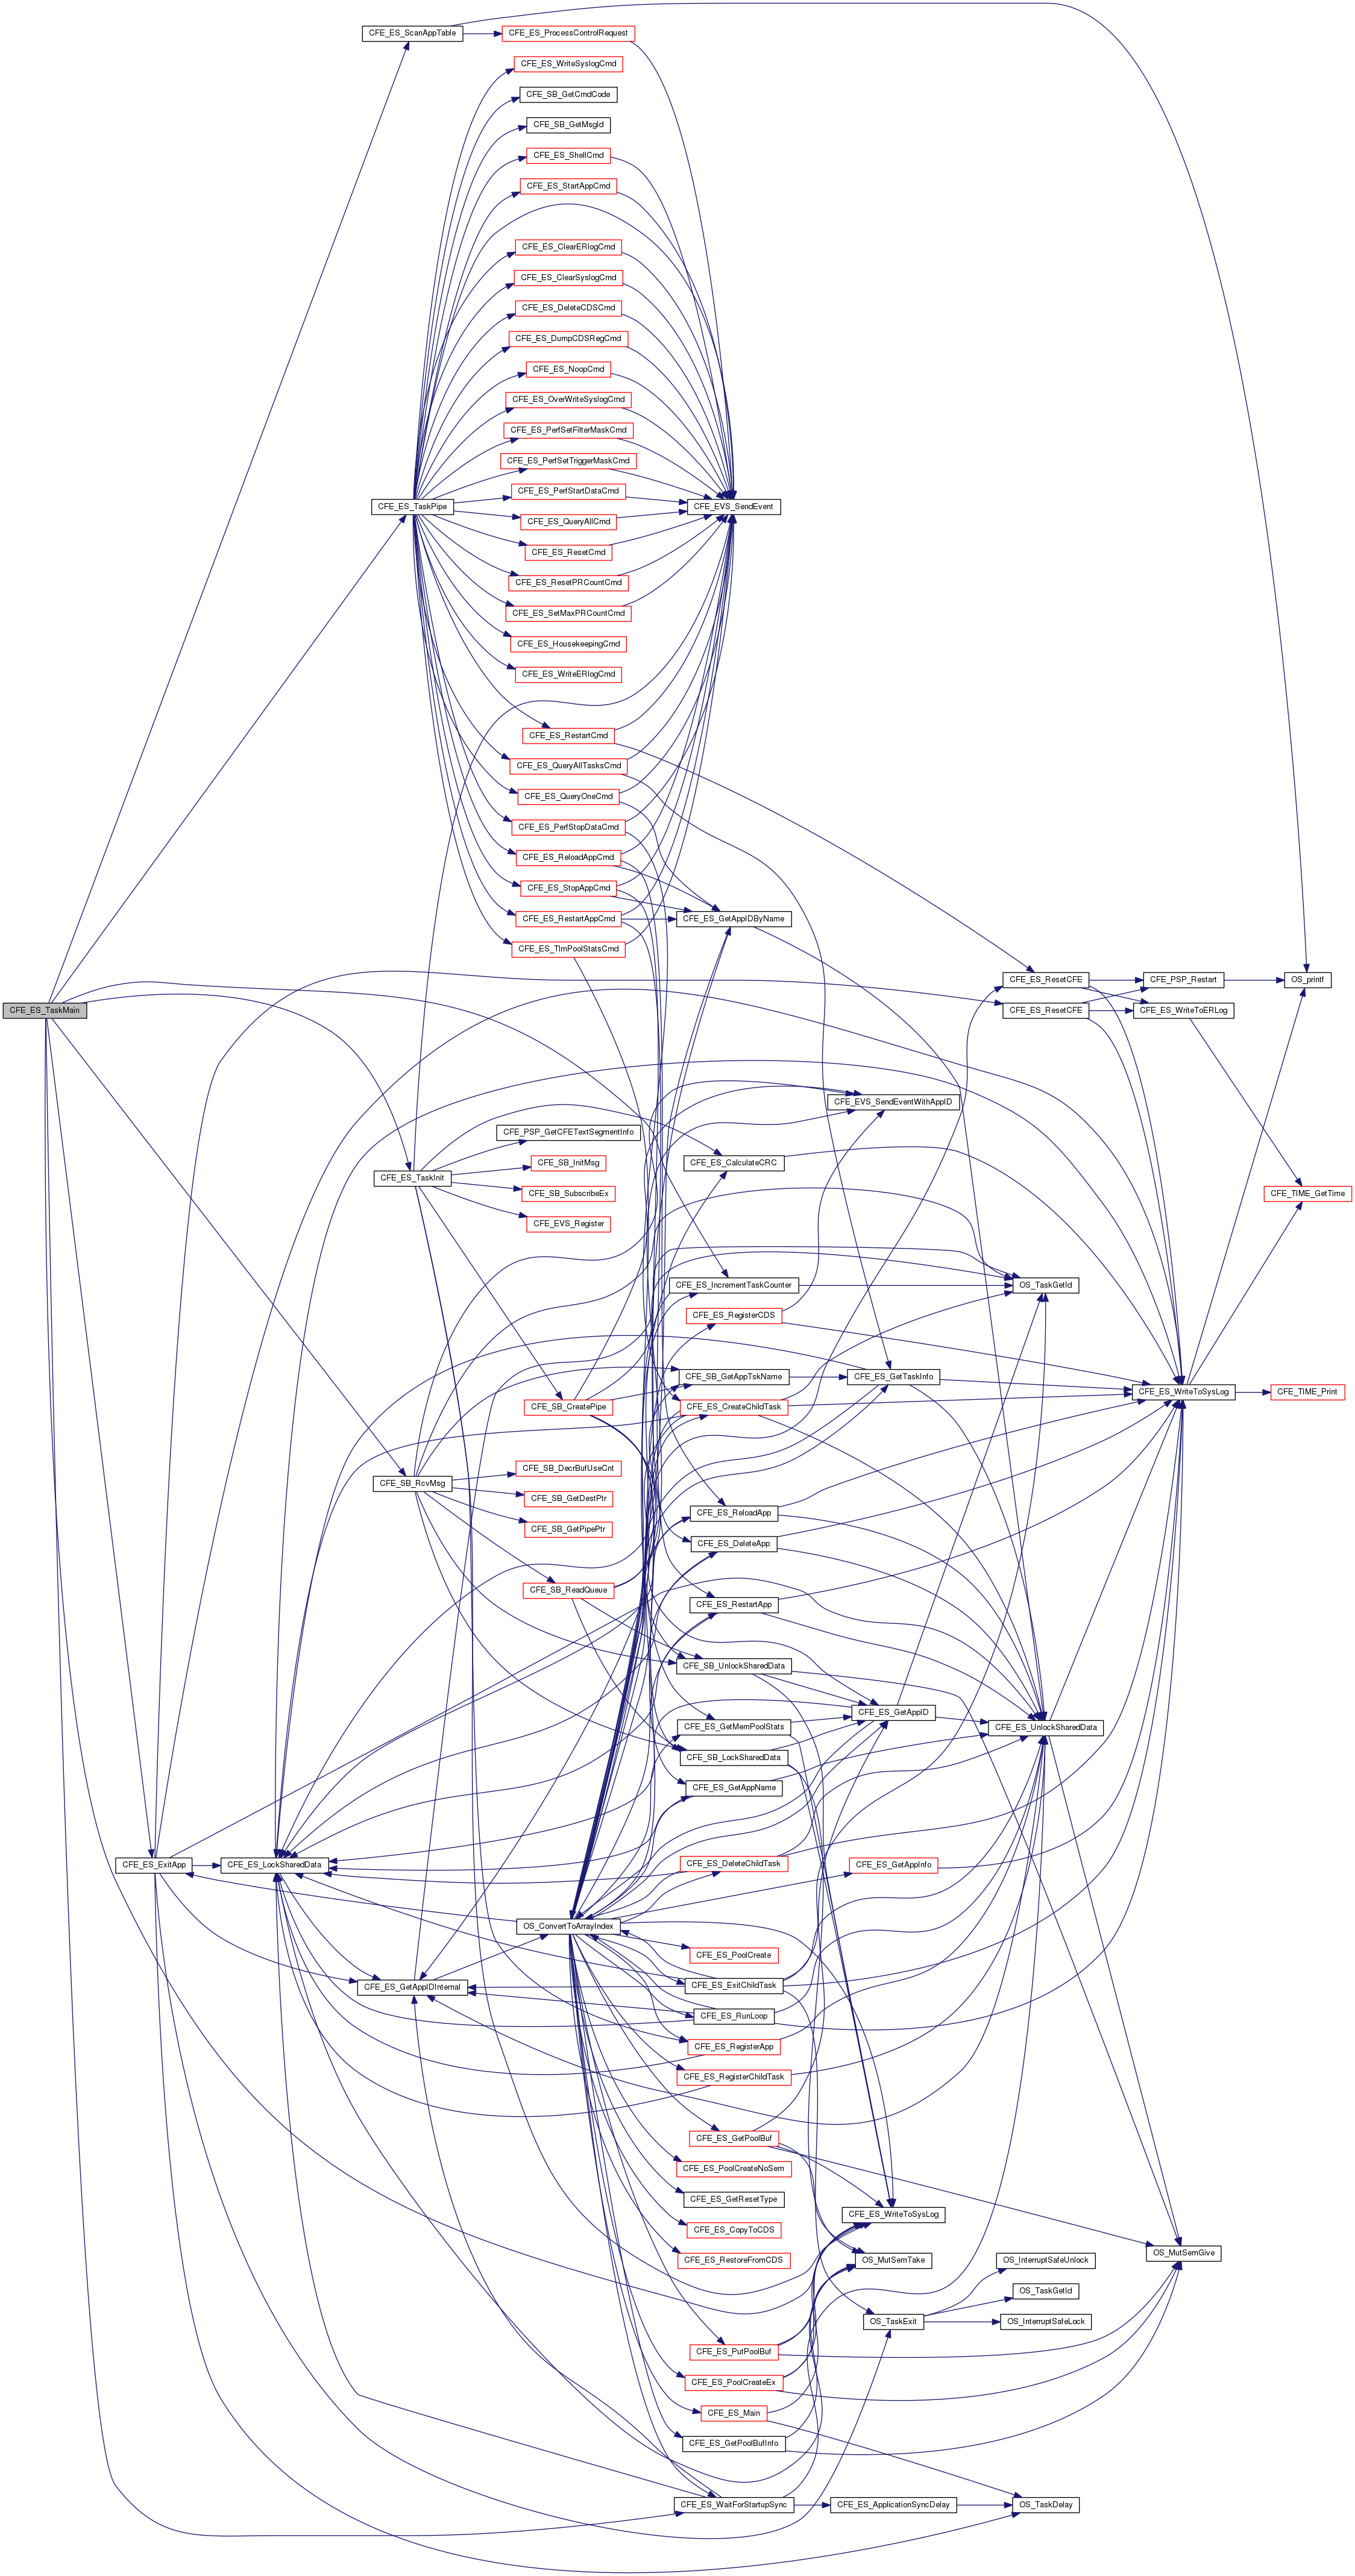 CFE_ES_ScanAppTable
CFE_ES_ProcessControlRequest
CFE_ES_WriteSyslogCmd
CFE_SB_GetCmdCode
CFE_SB_GetMsgId
CFE_ES_ShellCmd
CFE_ES_StartAppCmd
CFE_ES_ClearERlogCmd
CFE_ES_ClearSyslogCmd
CFE_ES_DeleteCDSCmd
CFE_ES_DumpCDSRegCmd
CFE_ES_NoopCmd
CFE_ES_OverWriteSyslogCmd
CFE_ES_PerfSetFilterMaskCmd
CFE_ES_PerfSetTriggerMaskCmd
CFE_ES_PerfStartDataCmd
CFE_ES_TaskPipe
CFE_EVS_SendEvent
CFE_ES_QueryAllCmd
CFE_ES_ResetCmd
CFE_ES_ResetPRCountCmd
CFE_ES_SetMaxPRCountCmd
CFE_ES_HousekeepingCmd
CFE_ES_WriteERlogCmd
CFE_ES_RestartCmd
CFE_ES_QueryAllTasksCmd
CFE_ES_QueryOneCmd
CFE_ES_PerfStopDataCmd
CFE_ES_ReloadAppCmd
CFE_ES_StopAppCmd
CFE_ES_RestartAppCmd
CFE_ES_GetAppIDByName
CFE_ES_TlmPoolStatsCmd
CFE_ES_ResetCFE
CFE_PSP_Restart
OS_printf
CFE_ES_TaskMain
CFE_ES_ResetCFE
CFE_ES_WriteToERLog
CFE_EVS_SendEventWithAppID
CFE_PSP_GetCFETextSegmentInfo
CFE_SB_InitMsg
CFE_ES_CalculateCRC
CFE_ES_TaskInit
CFE_SB_SubscribeEx
CFE_TIME_GetTime
CFE_EVS_Register
CFE_ES_IncrementTaskCounter
OS_TaskGetId
CFE_ES_RegisterCDS
CFE_SB_GetAppTskName
CFE_ES_GetTaskInfo
CFE_ES_WriteToSysLog
CFE_TIME_Print
CFE_SB_CreatePipe
CFE_ES_CreateChildTask
CFE_SB_DecrBufUseCnt
CFE_SB_RcvMsg
CFE_SB_GetDestPtr
CFE_ES_ReloadApp
CFE_SB_GetPipePtr
CFE_ES_DeleteApp
CFE_SB_ReadQueue
CFE_ES_RestartApp
CFE_SB_UnlockSharedData
CFE_ES_GetAppID
CFE_ES_GetMemPoolStats
CFE_ES_UnlockSharedData
CFE_SB_LockSharedData
CFE_ES_GetAppName
CFE_ES_ExitApp
CFE_ES_LockSharedData
CFE_ES_DeleteChildTask
CFE_ES_GetAppInfo
OS_ConvertToArrayIndex
CFE_ES_PoolCreate
CFE_ES_GetAppIDInternal
CFE_ES_ExitChildTask
CFE_ES_RunLoop
CFE_ES_RegisterApp
CFE_ES_RegisterChildTask
CFE_ES_GetPoolBuf
CFE_ES_PoolCreateNoSem
CFE_ES_GetResetType
CFE_ES_WriteToSysLog
CFE_ES_CopyToCDS
CFE_ES_RestoreFromCDS
OS_MutSemTake
OS_MutSemGive
OS_InterruptSafeUnlock
OS_TaskGetId
OS_TaskExit
OS_InterruptSafeLock
CFE_ES_PutPoolBuf
CFE_ES_PoolCreateEx
CFE_ES_Main
CFE_ES_GetPoolBufInfo
CFE_ES_WaitForStartupSync
CFE_ES_ApplicationSyncDelay
OS_TaskDelay